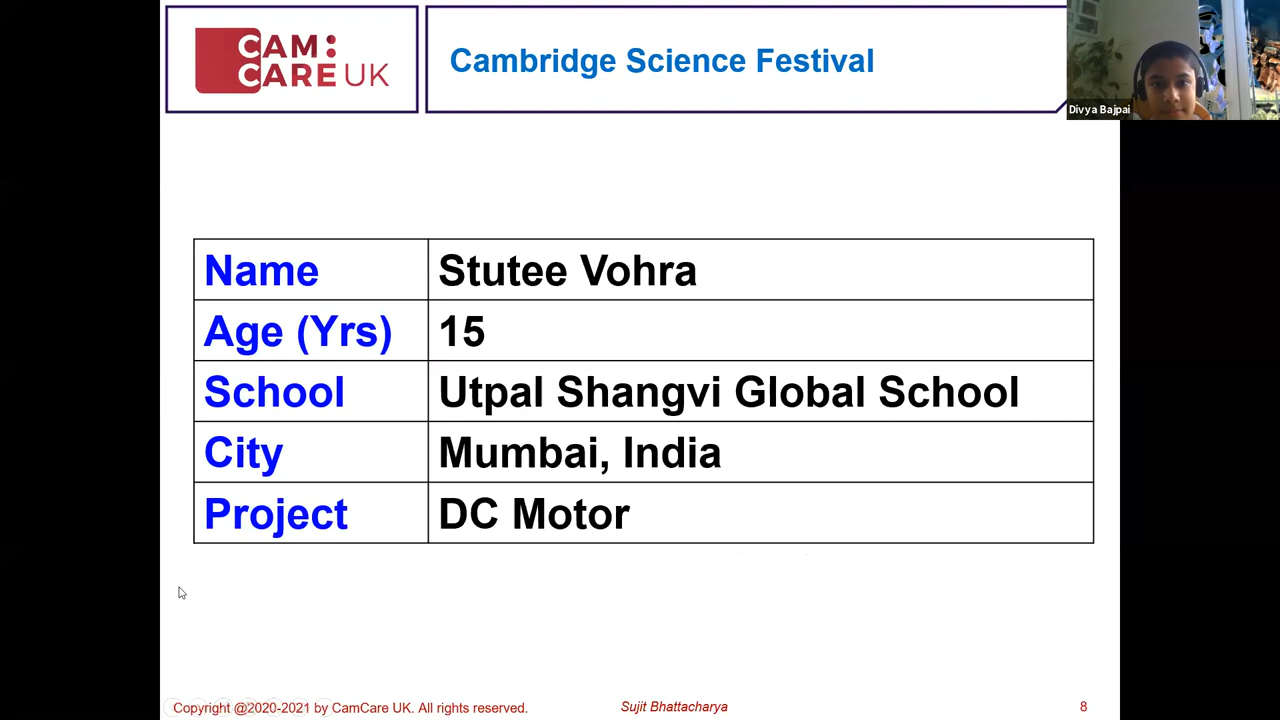 CAM:
CARE UK
Cambridge Science Festival
Divya Bajpai
Name Stutee Vohra
Age (Yrs) 15
School Utpal Shangvi Global School
City Mumbai, India
Project DC Motor
Copyright @2020-2021 by CamCare UK. All rights reserved. Sujit Bhattacharya 8